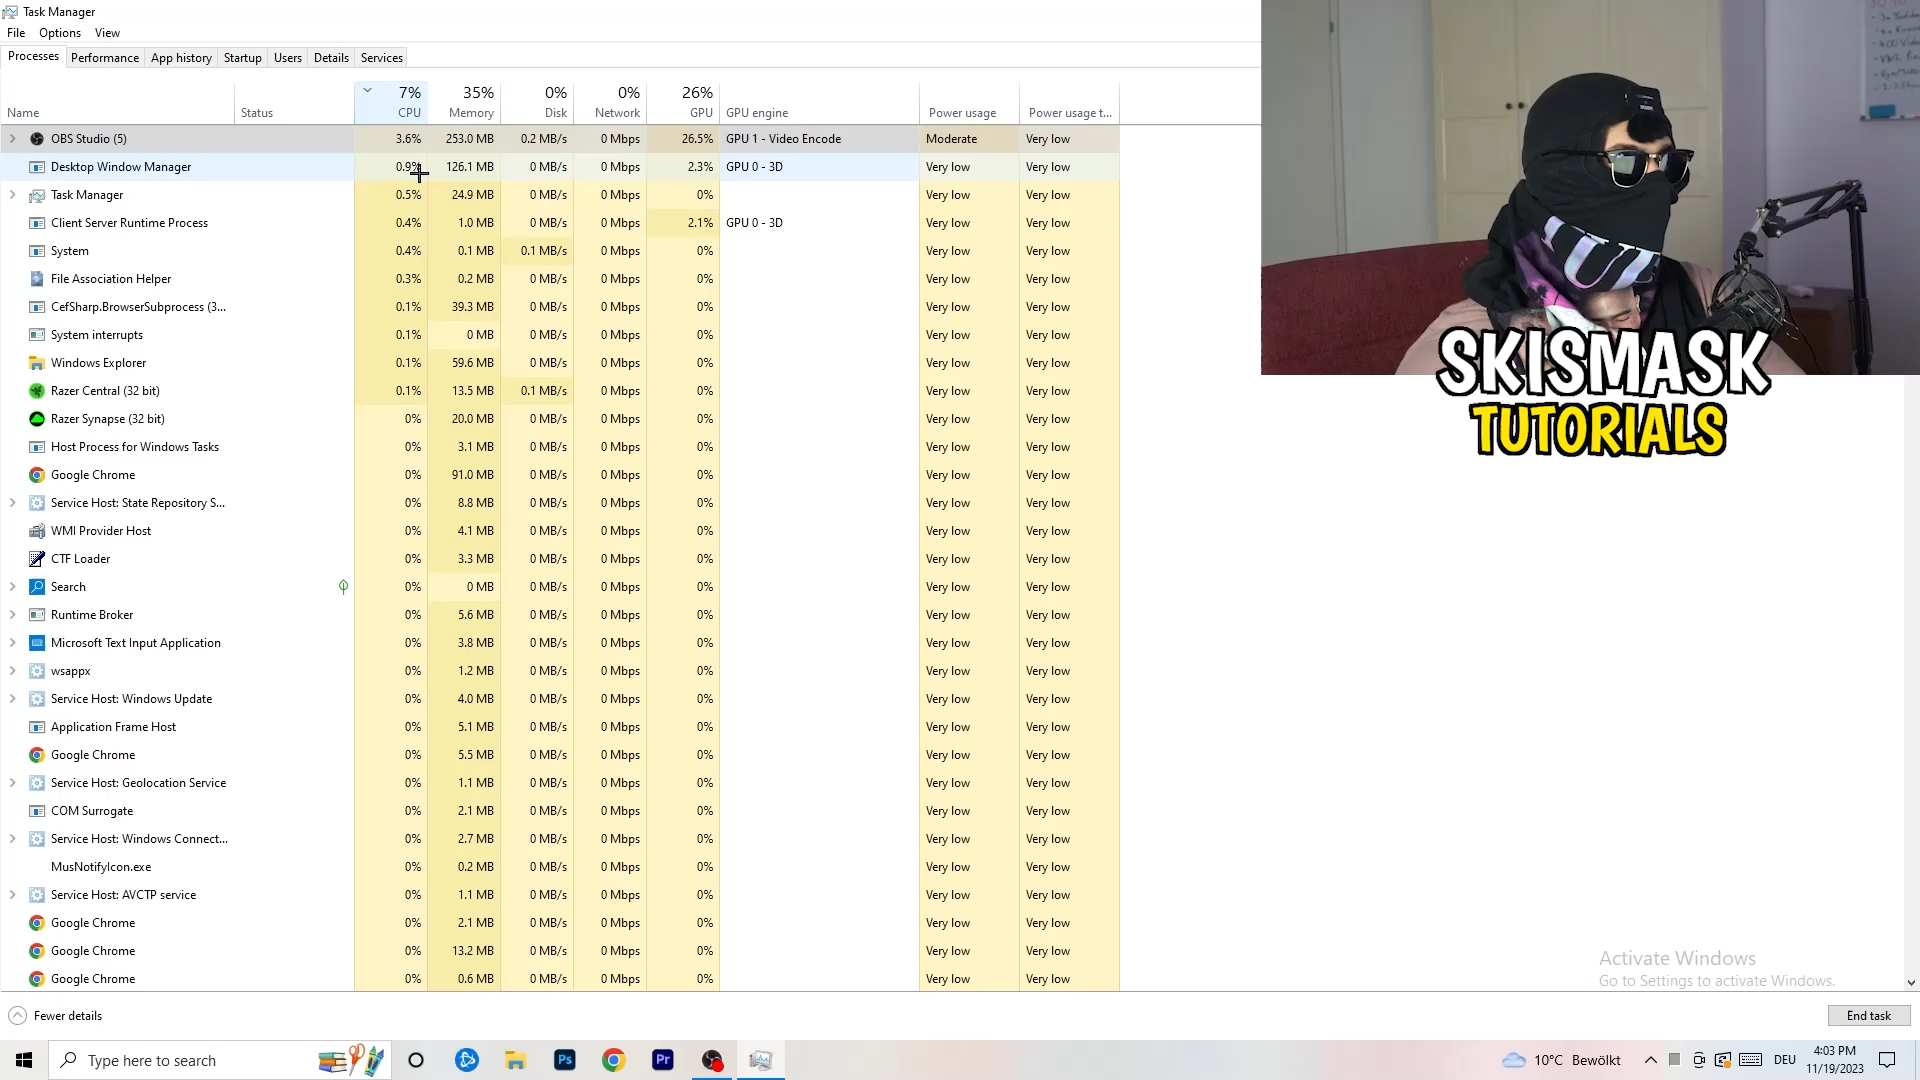 Task Manager
File Options View
Processes Performance App history Startup Users Details Services
7% 35% 0% 0% 26%
Name Status CPU Memory Disk Network GPU GPU engine Power usage Power usage t...
OBS Studio (5) 3.6% 253.0 MB 0.2 MB/s 0 Mbps 26.5% GPU 1 - Video Encode Moderate Very low
Desktop Window Manager 0.9% 126.1 MB 0 MB/s 0 Mbps 2.3% GPU 0 - 3D Very low Very low
Task Manager 0.5% 24.9 MB 0 MB/s 0 Mbps 0% Very low Very low
Client Server Runtime Process 0.4% 1.0 MB 0 MB/s 0 Mbps 2.1% GPU 0 - 3D Very low Very low
System 0.4% 0.1 MB 0.1 MB/s 0 Mbps 0% Very low Very low
File Association Helper 0.3% 0.2 MB 0 MB/s 0 Mbps 0% Very low Very low
CefSharp.BrowserSubprocess (3... 0.1% 39.3 MB 0 MB/s 0 Mbps 0% Very low Very low
System interrupts 0.1% 0 MB 0 MB/s 0 Mbps 0% Very low Very low
Windows Explorer 0.1% 59.6 MB 0 MB/s 0 Mbps 0% Very low Very low
Razer Central (32 bit) 0.1% 13.5 MB 0.1 MB/s 0 Mbps 0% Very low Very low
Razer Synapse (32 bit) 0% 20.0 MB 0 MB/s 0 Mbps 0% Very low Very low
Host Process for Windows Tasks 0% 3.1 MB 0 MB/s 0 Mbps 0% Very low Very low
Google Chrome 0% 91.0 MB 0 MB/s 0 Mbps 0% Very low Very low
Service Host: State Repository S... 0% 8.8 MB 0 MB/s 0 Mbps 0% Very low Very low
WMI Provider Host 0% 4.1 MB 0 MB/s 0 Mbps 0% Very low Very low
CTF Loader 0% 3.3 MB 0 MB/s 0 Mbps 0% Very low Very low
Search 0% 0 MB 0 MB/s 0 Mbps 0% Very low Very low
Runtime Broker 0% 5.6 MB 0 MB/s 0 Mbps 0% Very low Very low
Microsoft Text Input Application 0% 3.8 MB 0 MB/s 0 Mbps 0% Very low Very low
wsappx 0% 1.2 MB 0 MB/s 0 Mbps 0% Very low Very low
Service Host: Windows Update 0% 4.0 MB 0 MB/s 0 Mbps 0% Very low Very low
Application Frame Host 0% 5.1 MB 0 MB/s 0 Mbps 0% Very low Very low
Google Chrome 0% 5.5 MB 0 MB/s 0 Mbps 0% Very low Very low
Service Host: Geolocation Service 0% 1.1 MB 0 MB/s 0 Mbps 0% Very low Very low
COM Surrogate 0% 2.1 MB 0 MB/s 0 Mbps 0% Very low Very low
Service Host: Windows Connect... 0% 2.7 MB 0 MB/s 0 Mbps 0% Very low Very low
MusNotifyIcon.exe 0% 0.2 MB 0 MB/s 0 Mbps 0% Very low Very low
Service Host: AVCTP service 0% 1.1 MB 0 MB/s 0 Mbps 0% Very low Very low
Google Chrome 0% 2.1 MB 0 MB/s 0 Mbps 0% Very low Very low
Google Chrome 0% 13.2 MB 0 MB/s 0 Mbps 0% Very low Very low
Google Chrome 0% 0.6 MB 0 MB/s 0 Mbps 0% Very low Very low
SKISMASK
TUTORIALS
Activate Windows
Go to Settings to activate Windows.
Fewer details End task
Type here to search Ps Pr 10°C Bewölkt DEU 4:03 PM
11/19/2023